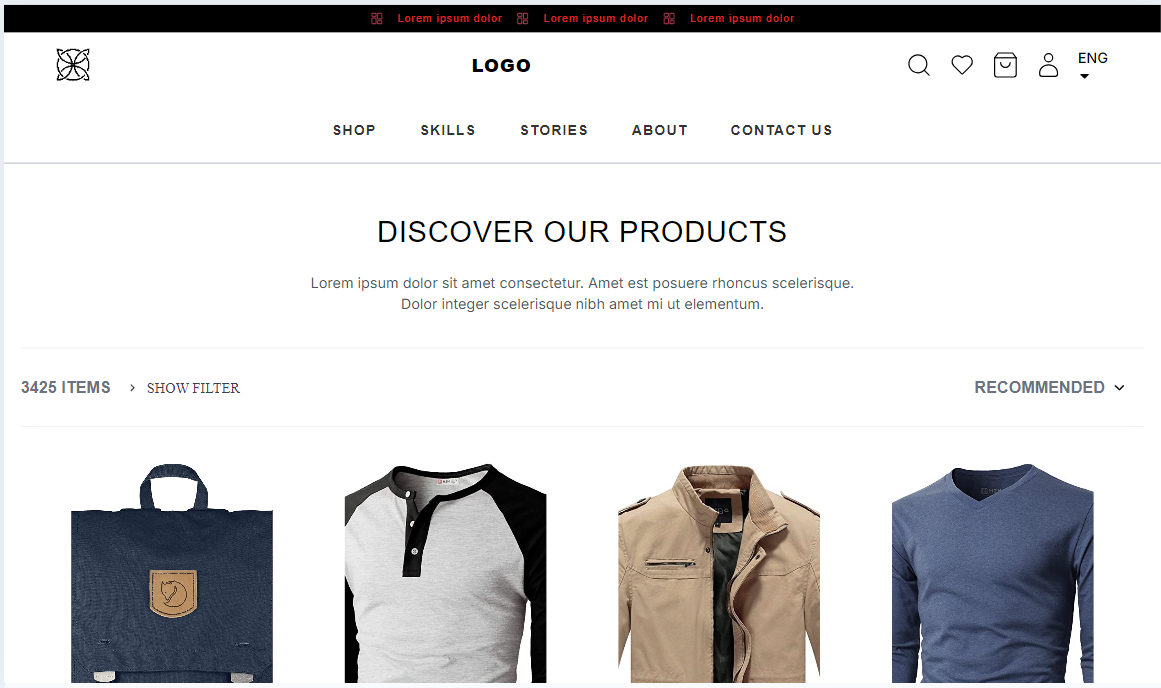 Lorem ipsum dolor Lorem ipsum dolor Lorem ipsum dolor
LOGO
ENG
SHOP SKILLS STORIES ABOUT CONTACT US
DISCOVER OUR PRODUCTS
Lorem ipsum dolor sit amet consectetur. Amet est posuere rhoncus scelerisque.
Dolor integer scelerisque nibh amet mi ut elementum.
3425 ITEMS > SHOW FILTER RECOMMENDED